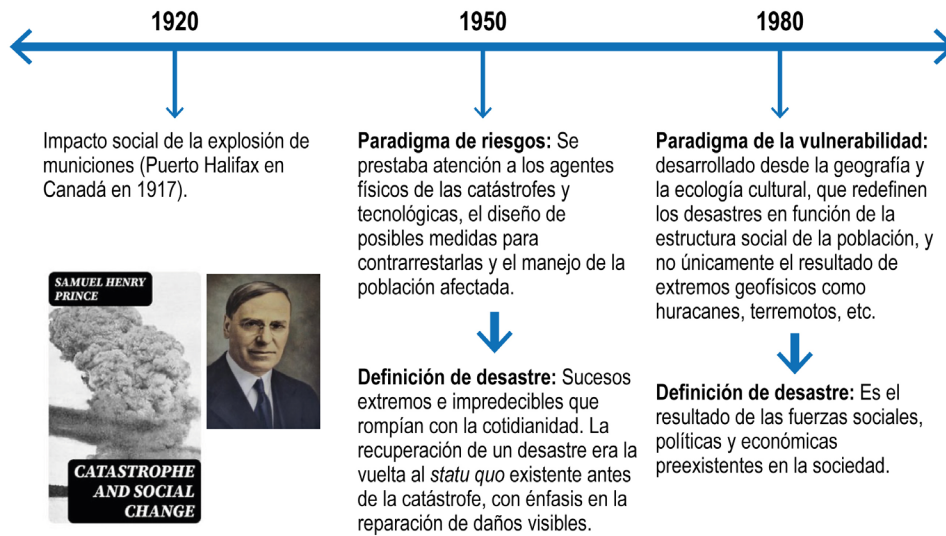 1920
1950
1980
Impacto social de la explosión de
municiones (Puerto Halifax en
Canadá en 1917).
SAMUEL HENRY
PRINCE
CATASTROPHE
AND SOCIAL
CHANGE
Paradigma de riesgos: Se
prestaba atención a los agentes
físicos de las catástrofes y
tecnológicas, el diseño de
posibles medidas para
contrarrestarlas y el manejo de la
población afectada.
Definición de desastre: Sucesos
extremos e impredecibles que
rompían con la cotidianidad. La
recuperación de un desastre era la
vuelta al statu quo existente antes
de la catástrofe, con énfasis en la
reparación de daños visibles.
Paradigma de la vulnerabilidad:
desarrollado desde la geografía y
la ecología cultural, que redefinen
los desastres en función de la
estructura social de la población, y
no únicamente el resultado de
extremos geofísicos como
huracanes, terremotos, etc.
Definición de desastre: Es el
resultado de las fuerzas sociales,
políticas y económicas
preexistentes en la sociedad.